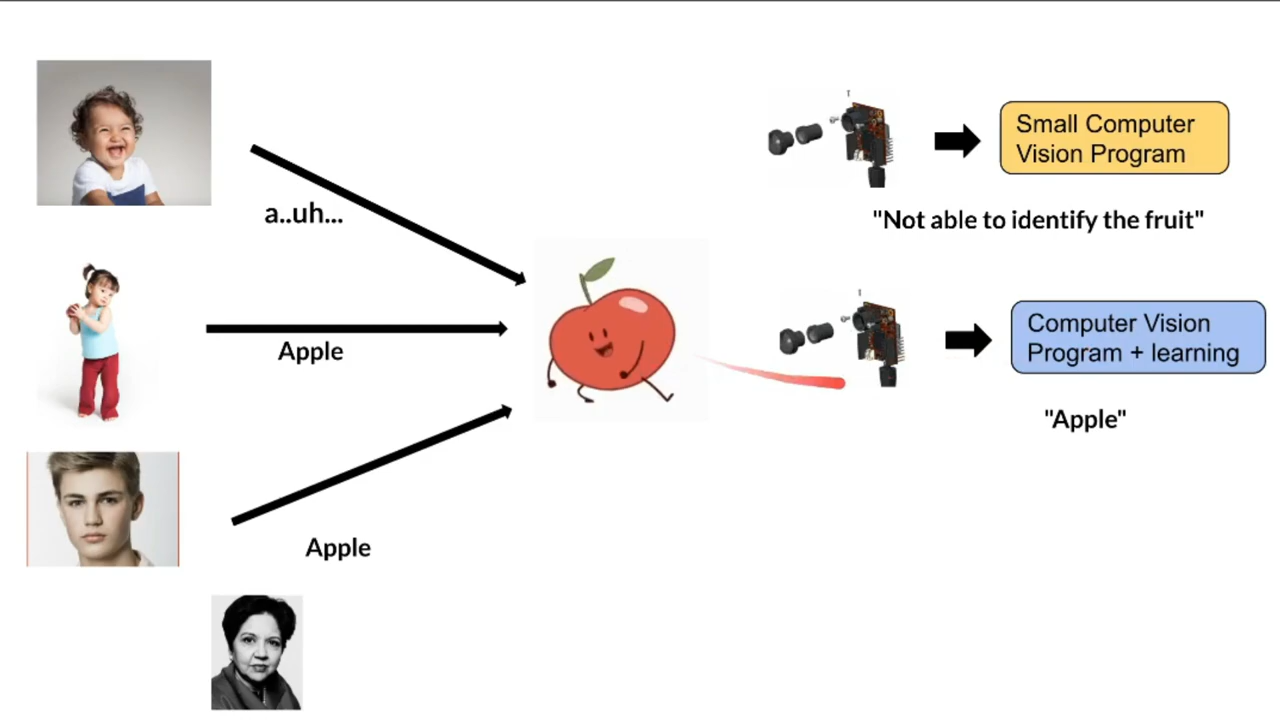 Small Computer
Vision Program
a..uh...
"Not able to identify the fruit"
Computer Vision
Program + learning
Apple
"Apple"
Apple